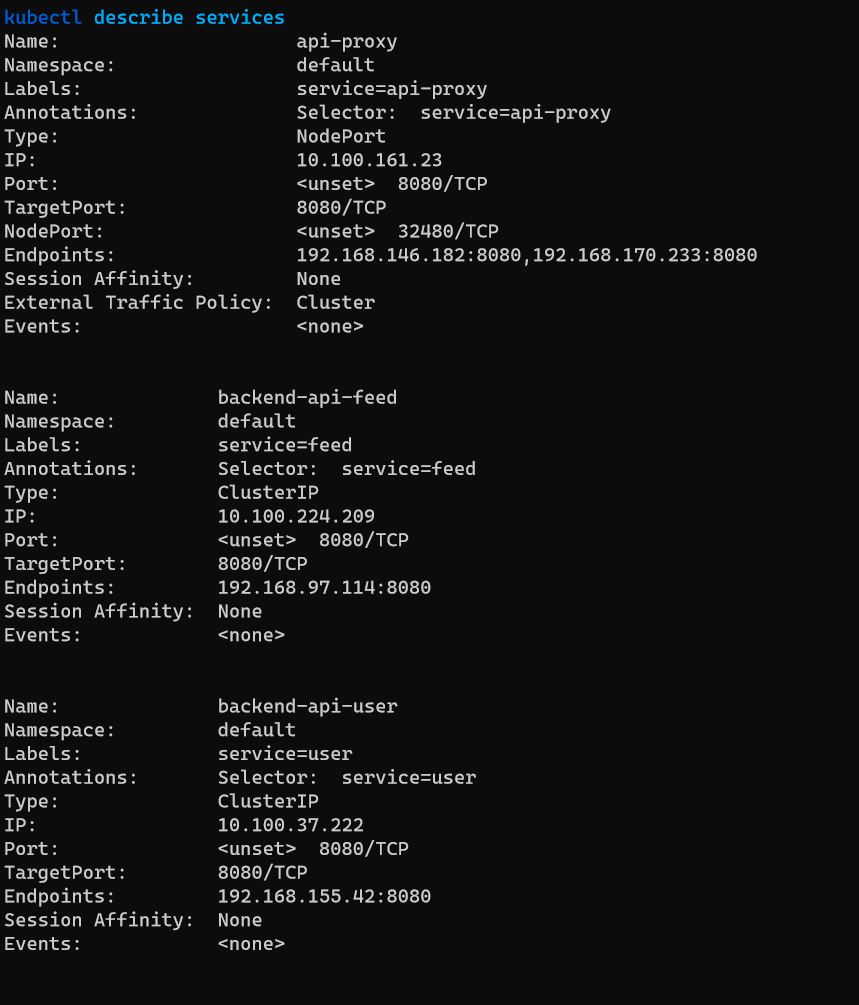 kubectl describe services
Name:                     api-proxy
Namespace:                default
Labels:                   service=api-proxy
Annotations:              Selector:  service=api-proxy
Type:                     NodePort
IP:                       10.100.161.23
Port:                     <unset>  8080/TCP
TargetPort:               8080/TCP
NodePort:                 <unset>  32480/TCP
Endpoints:                192.168.146.182:8080,192.168.170.233:8080
Session Affinity:         None
External Traffic Policy:  Cluster
Events:                   <none>
Name:              backend-api-feed
Namespace:         default
Labels:            service=feed
Annotations:       Selector:  service=feed
Type:              ClusterIP
IP:                10.100.224.209
Port:              <unset>  8080/TCP
TargetPort:        8080/TCP
Endpoints:         192.168.97.114:8080
Session Affinity:  None
Events:            <none>
Name:              backend-api-user
Namespace:         default
Labels:            service=user
Annotations:       Selector:  service=user
Type:              ClusterIP
IP:                10.100.37.222
Port:              <unset>  8080/TCP
TargetPort:        8080/TCP
Endpoints:         192.168.155.42:8080
Session Affinity:  None
Events:            <none>